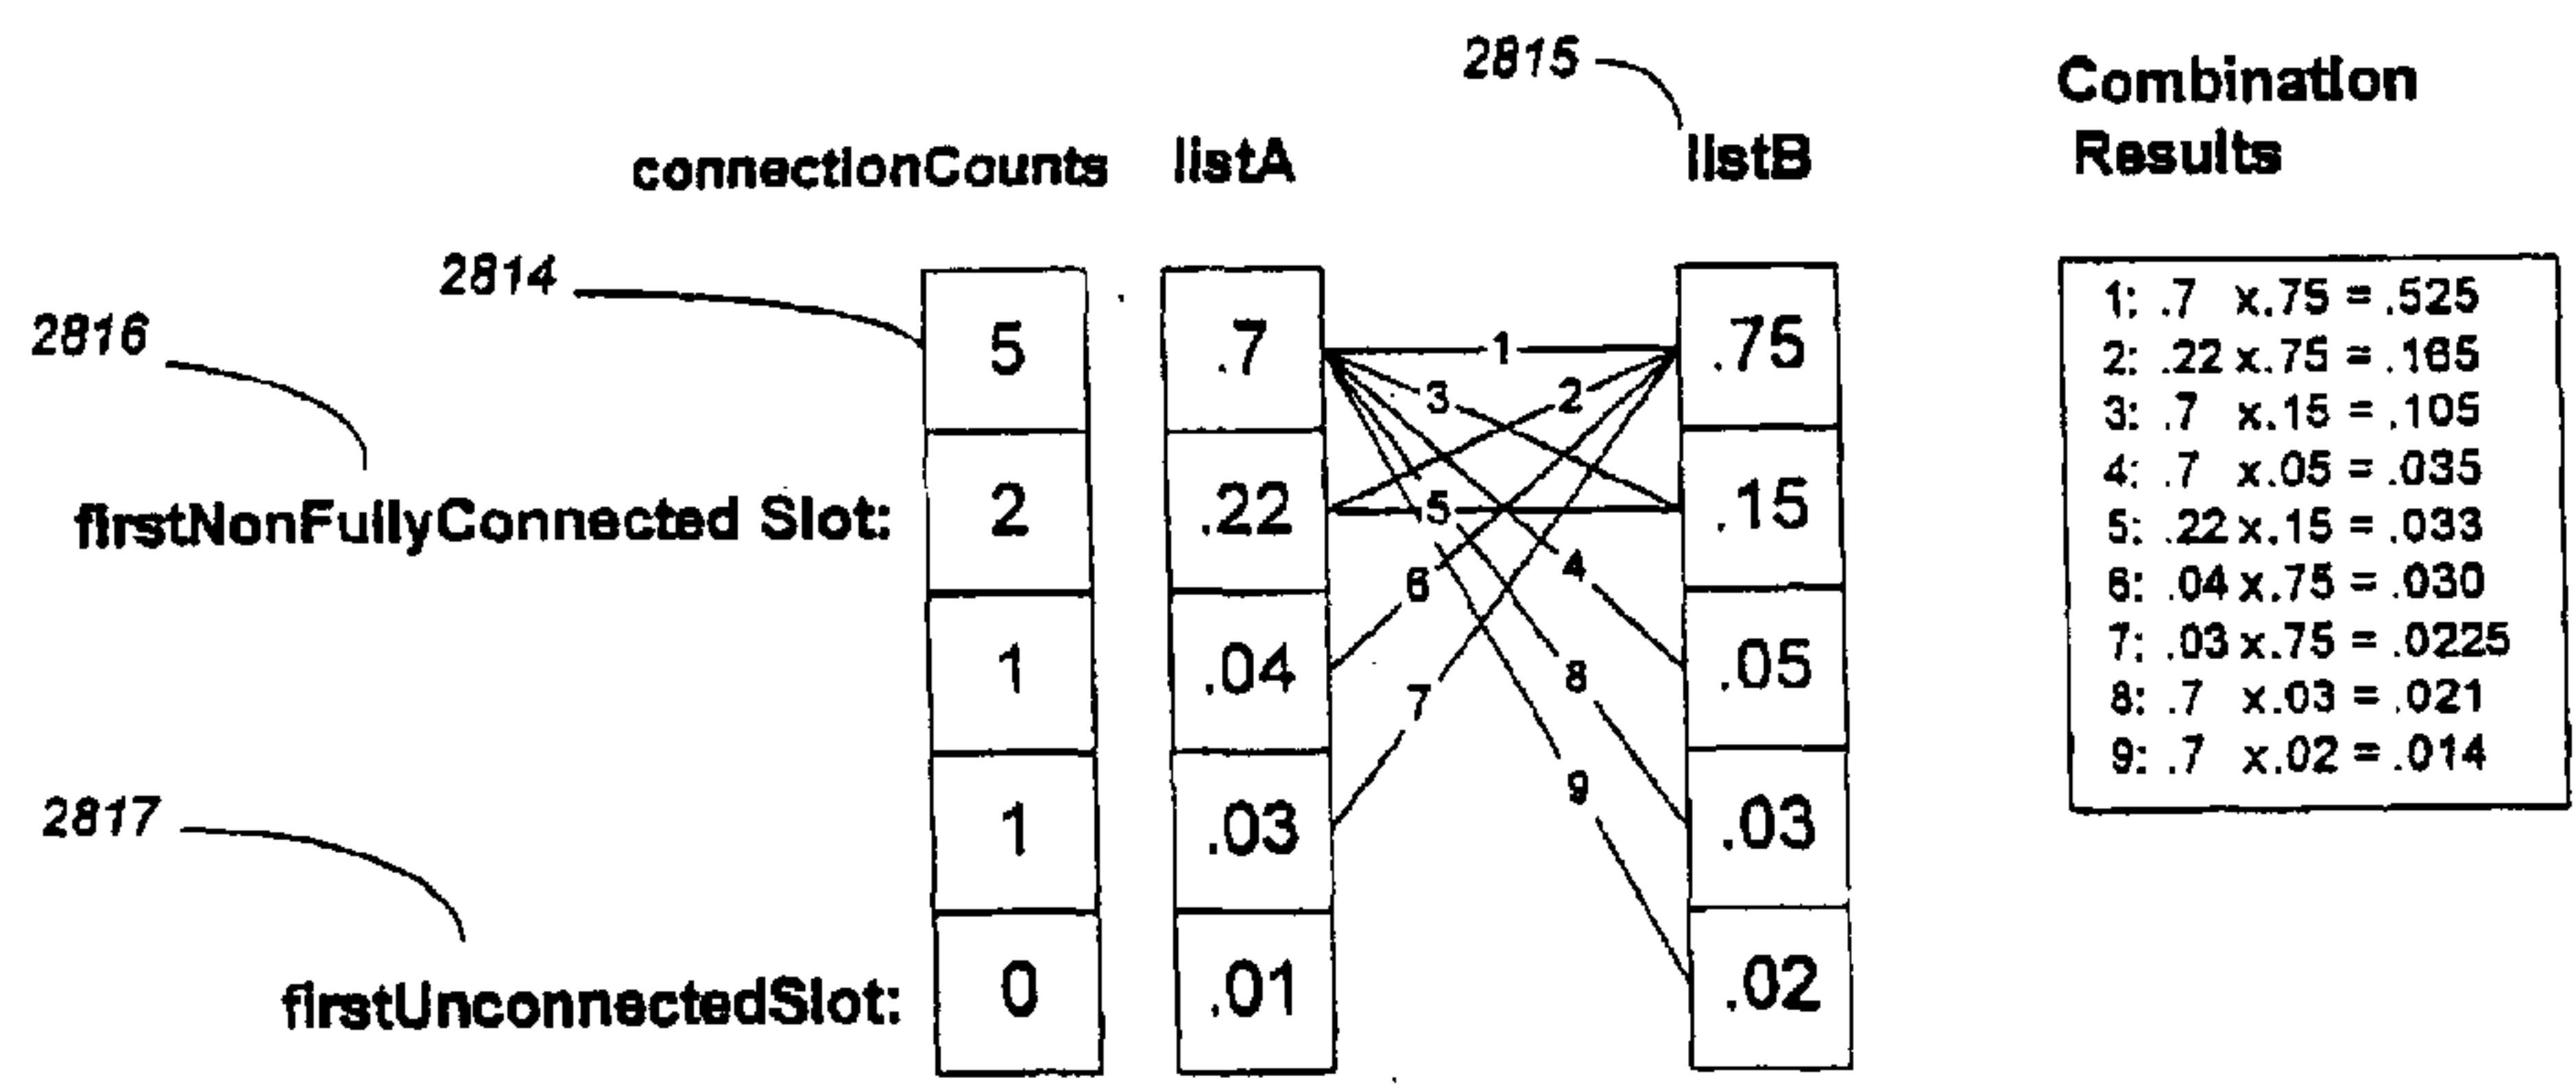 2815
Combination
Results
connectionCounts listA listB
2814
2816
5 .7 .75
1
3 2
firstNonFullyConnected Slot: 2 .22 .15
5
4
6
1 .04 .05
8
7
2817
1 .03 .03
9
firstUnconnectedSlot: 0 .01 .02
1: .7 x.75 = .525
2: .22 x.75 = .165
3: .7 x.15 = .105
4: .7 x.05 = .035
5: .22 x.15 = .033
6: .04 x.75 = .030
7: .03 x.75 = .0225
8: .7 x.03 = .021
9: .7 x.02 = .014